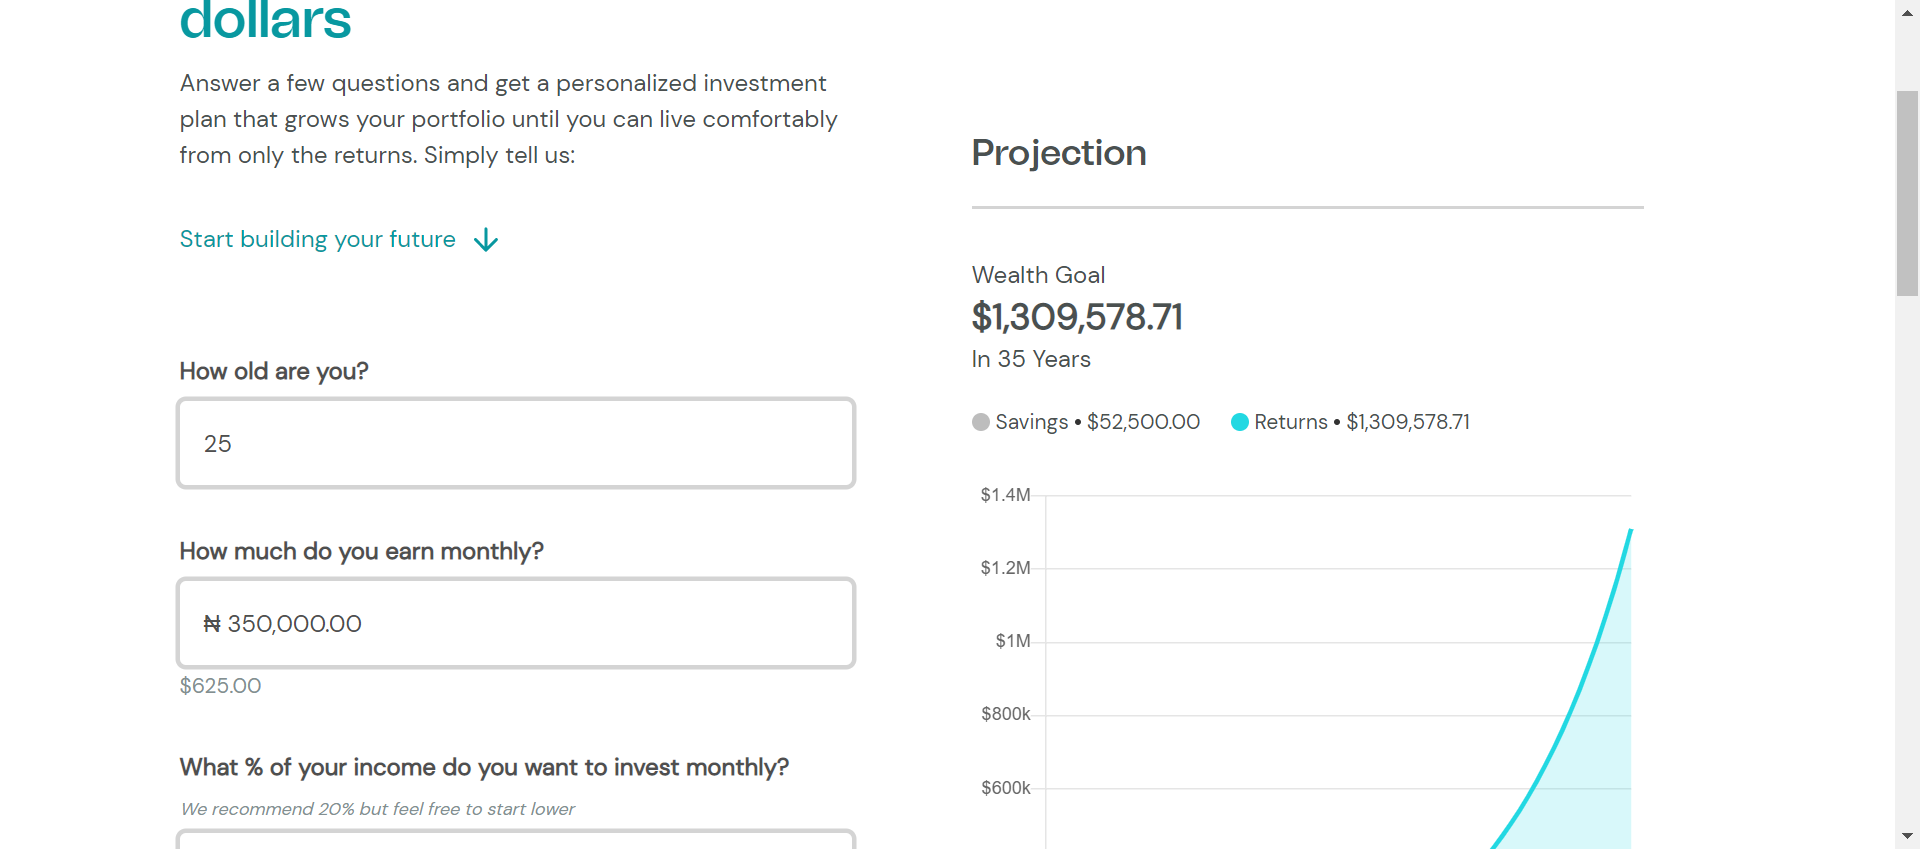 dollars
Answer a few questions and get a personalized investment
plan that grows your portfolio until you can live comfortably
from only the returns. Simply tell us:
Start building your future
How old are you?
25
How much do you earn monthly?
₦ 350,000.00
$625.00
What % of your income do you want to invest monthly?
We recommend 20% but feel free to start lower
Projection
Wealth Goal
$1,309,578.71
In 35 Years
Savings • $52,500.00 Returns • $1,309,578.71
$1.4M
$1.2M
$1M
$800k
$600k